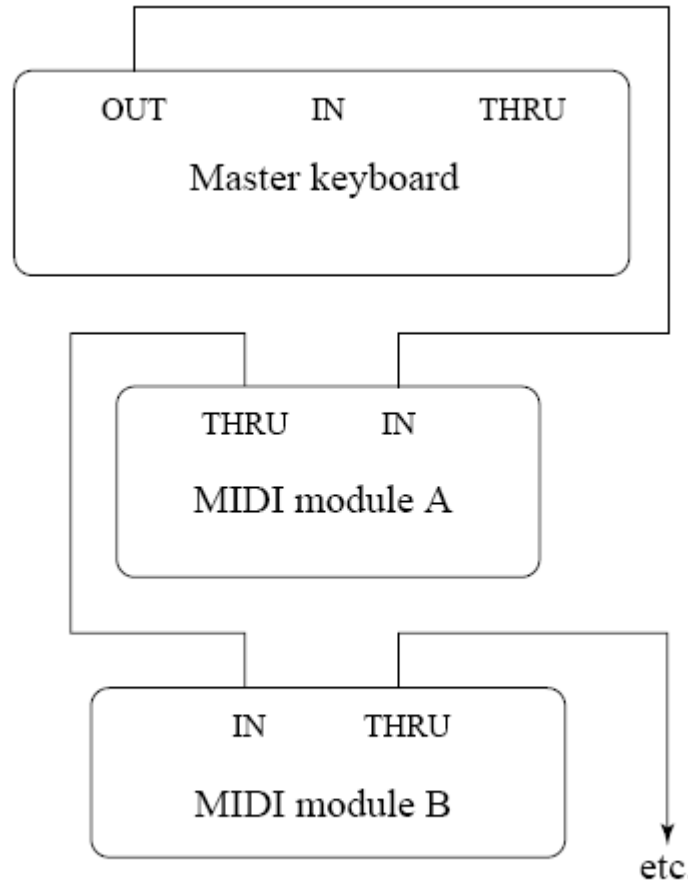 OUT IN THRU
Master keyboard
THRU IN
MIDI module A
IN THRU
MIDI module B
etc